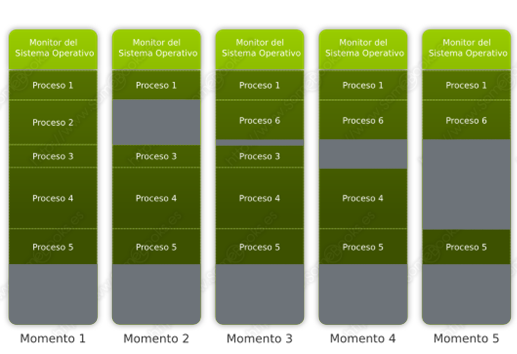 Monitor del
Sistema Operativo
Proceso 1
Proceso 2
Proceso 3
Proceso 4
Proceso 5
Momento 1
Monitor del
Sistema Operativo
Proceso 1
Proceso 3
Proceso 4
Proceso 5
Momento 2
Monitor del
Sistema Operativo
Proceso 1
Proceso 6
Proceso 3
Proceso 4
Proceso 5
Momento 3
Monitor del
Sistema Operativo
Proceso 1
Proceso 6
Proceso 4
Proceso 5
Momento 4
Monitor del
Sistema Operativo
Proceso 1
Proceso 6
Proceso 5
Momento 5